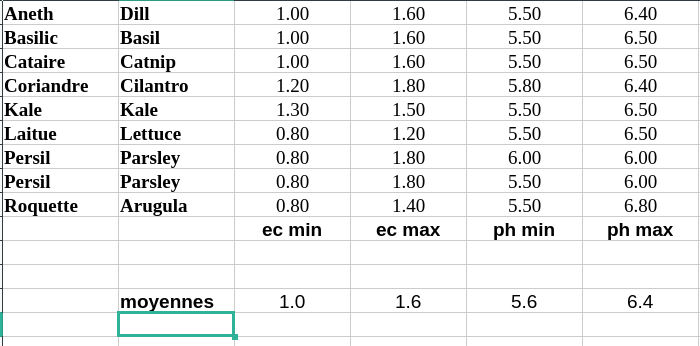 Aneth Dill 1.00 1.60 5.50 6.40
Basilic Basil 1.00 1.60 5.50 6.50
Cataire Catnip 1.00 1.60 5.50 6.50
Coriandre Cilantro 1.20 1.80 5.80 6.40
Kale Kale 1.30 1.50 5.50 6.50
Laitue Lettuce 0.80 1.20 5.50 6.50
Persil Parsley 0.80 1.80 6.00 6.00
Persil Parsley 0.80 1.80 5.50 6.00
Roquette Arugula 0.80 1.40 5.50 6.80
ec min ec max ph min ph max
moyennes 1.0 1.6 5.6 6.4